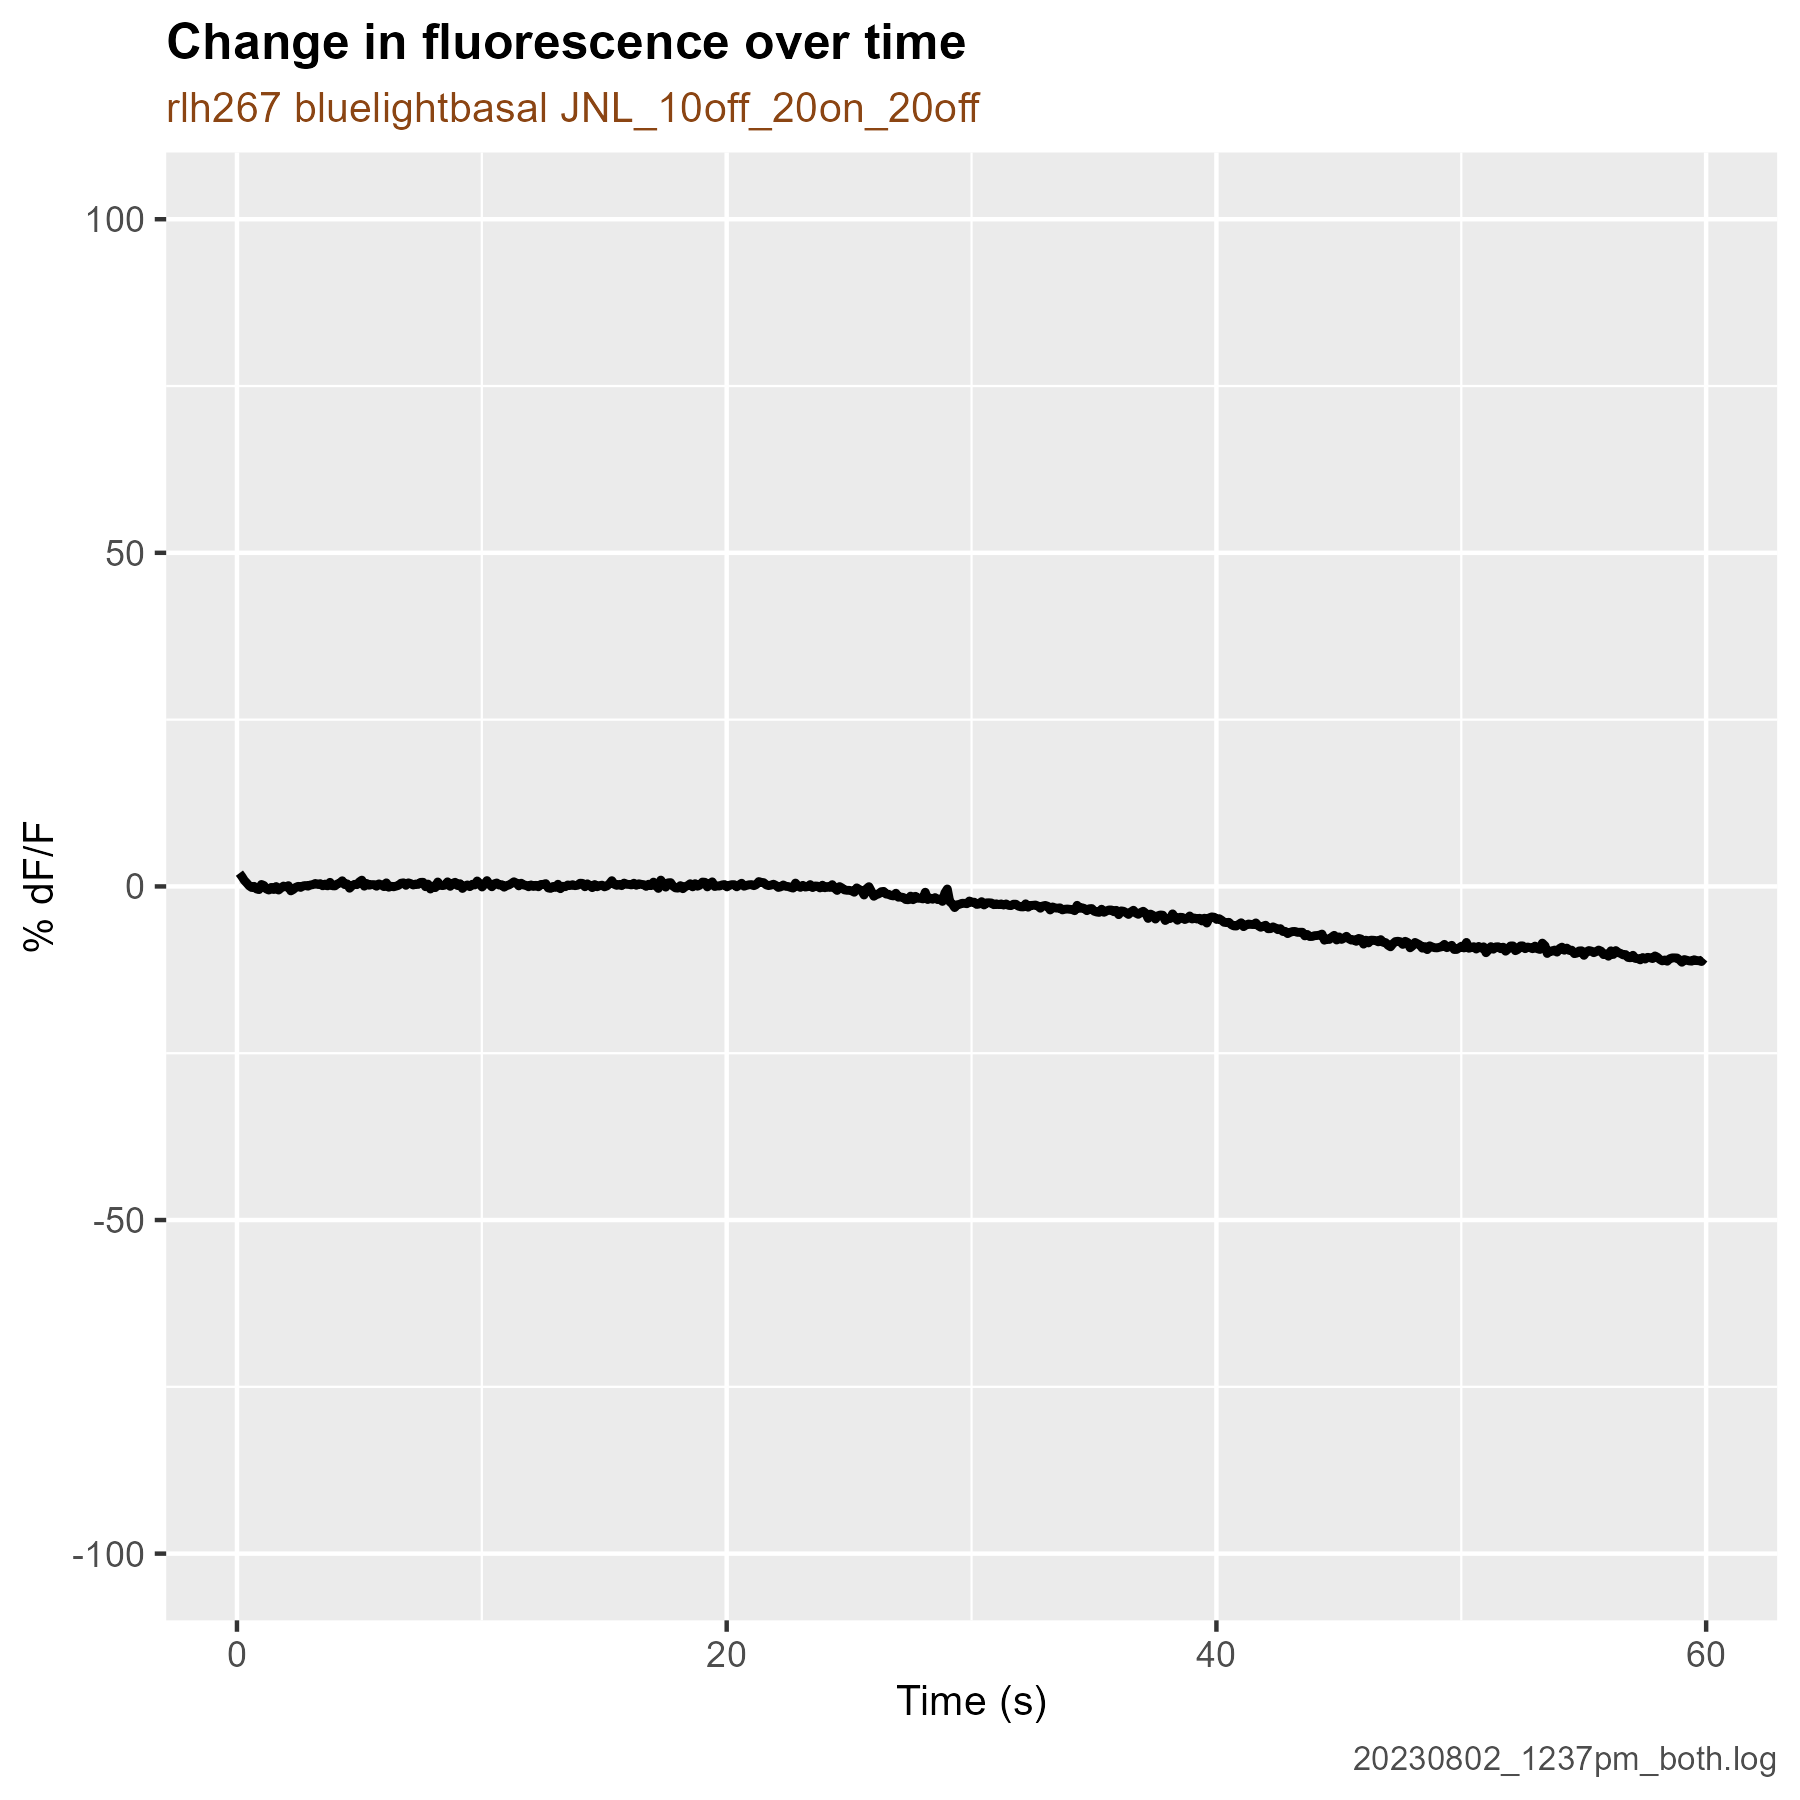 Change in fluorescence over time
rlh267 bluelightbasal JNL_10off_20on_20off
100
50
0
-50
-100
% dF/F
0 20 40 60
Time (s)
20230802_1237pm_both.log